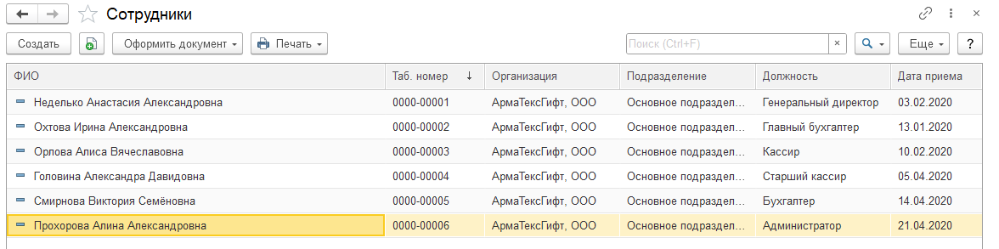 Сотрудники
Создать Оформить документ Печать Поиск (Ctrl+F) × Еще ?
ФИО Таб. номер ↓ Организация Подразделение Должность Дата приема
Неделько Анастасия Александровна 0000-00001 АрмаТексГифт, ООО Основное подраздел... Генеральный директор 03.02.2020
Охтова Ирина Александровна 0000-00002 АрмаТексГифт, ООО Основное подраздел... Главный бухгалтер 13.01.2020
Орлова Алиса Вячеславовна 0000-00003 АрмаТексГифт, ООО Основное подраздел... Кассир 10.02.2020
Головина Александра Давидовна 0000-00004 АрмаТексГифт, ООО Основное подраздел... Старший кассир 05.04.2020
Смирнова Виктория Семёновна 0000-00005 АрмаТексГифт, ООО Основное подраздел... Бухгалтер 14.04.2020
Прохорова Алина Александровна 0000-00006 АрмаТексГифт, ООО Основное подраздел... Администратор 21.04.2020